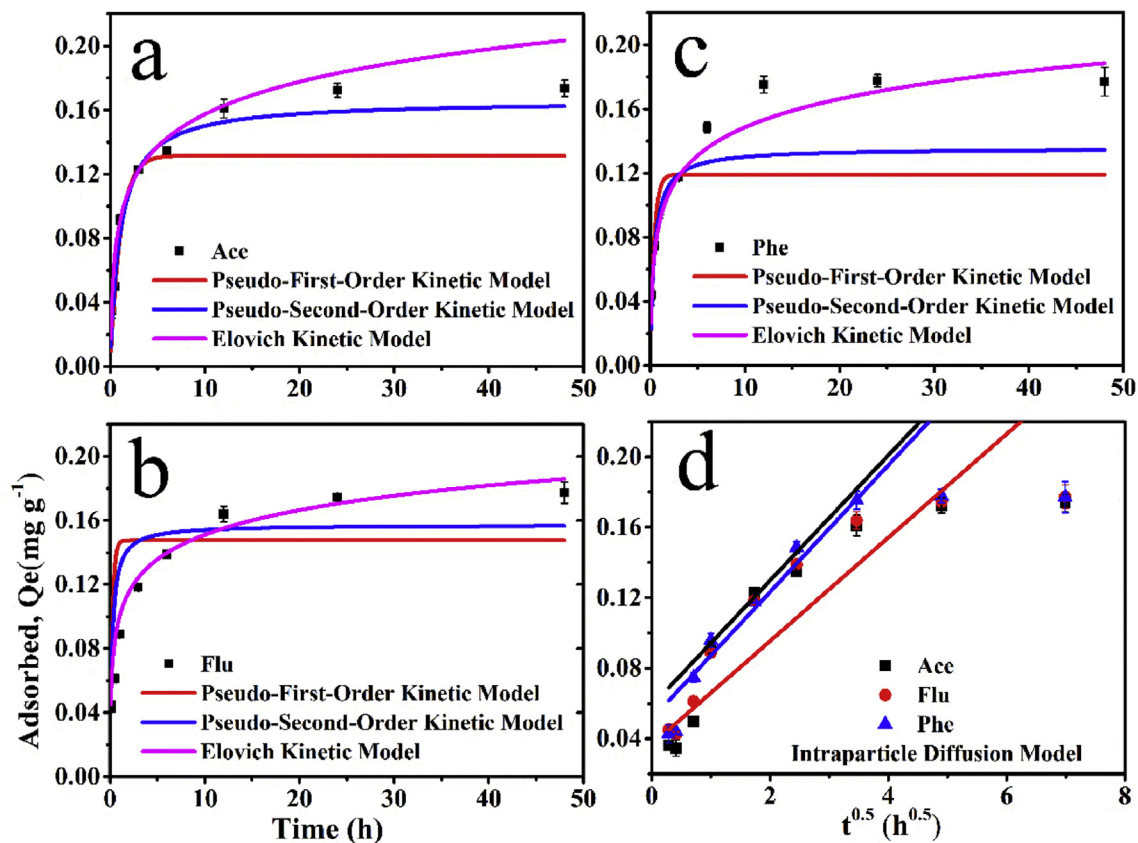 a
0.20
0.16
0.12
0.08
0.04
0.00
Ace
Pseudo-First-Order Kinetic Model
Pseudo-Second-Order Kinetic Model
Elovich Kinetic Model
0 10 20 30 40 50
c
0.20
0.16
0.12
0.08
0.04
0.00
Phe
Pseudo-First-Order Kinetic Model
Pseudo-Second-Order Kinetic Model
Elovich Kinetic Model
0 10 20 30 40 50
b
0.20
0.16
0.12
0.08
0.04
0.00
Adsorbed, Qe(mg g⁻¹)
Flu
Pseudo-First-Order Kinetic Model
Pseudo-Second-Order Kinetic Model
Elovich Kinetic Model
0 10 20 30 40 50
Time (h)
d
0.20
0.16
0.12
0.08
0.04
Ace
Flu
Phe
Intraparticle Diffusion Model
0 2 4 6 8
t^0.5 (h^0.5)